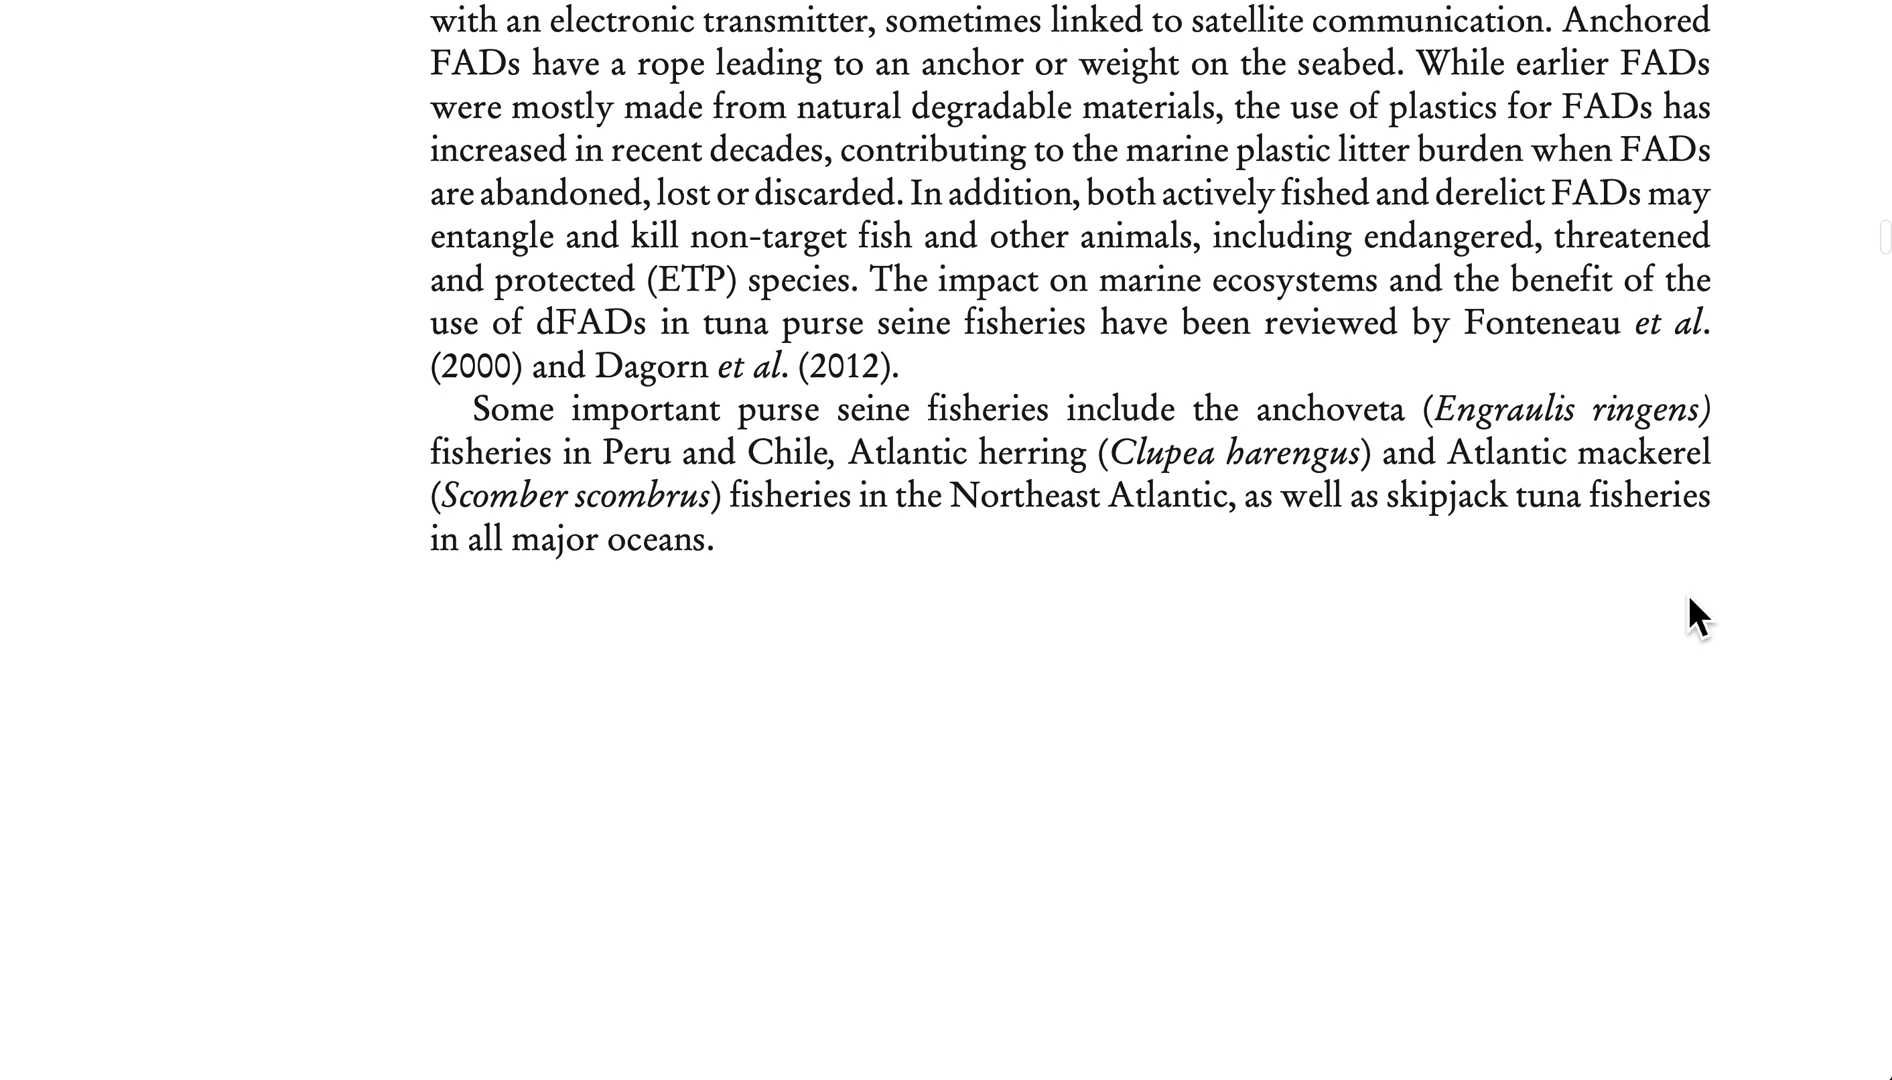 with an electronic transmitter, sometimes linked to satellite communication. Anchored
FADs have a rope leading to an anchor or weight on the seabed. While earlier FADs
were mostly made from natural degradable materials, the use of plastics for FADs has
increased in recent decades, contributing to the marine plastic litter burden when FADs
are abandoned, lost or discarded. In addition, both actively fished and derelict FADs may
entangle and kill non-target fish and other animals, including endangered, threatened
and protected (ETP) species. The impact on marine ecosystems and the benefit of the
use of dFADs in tuna purse seine fisheries have been reviewed by Fonteneau et al.
(2000) and Dagorn et al. (2012).
Some important purse seine fisheries include the anchoveta (Engraulis ringens)
fisheries in Peru and Chile, Atlantic herring (Clupea harengus) and Atlantic mackerel
(Scomber scombrus) fisheries in the Northeast Atlantic, as well as skipjack tuna fisheries
in all major oceans.